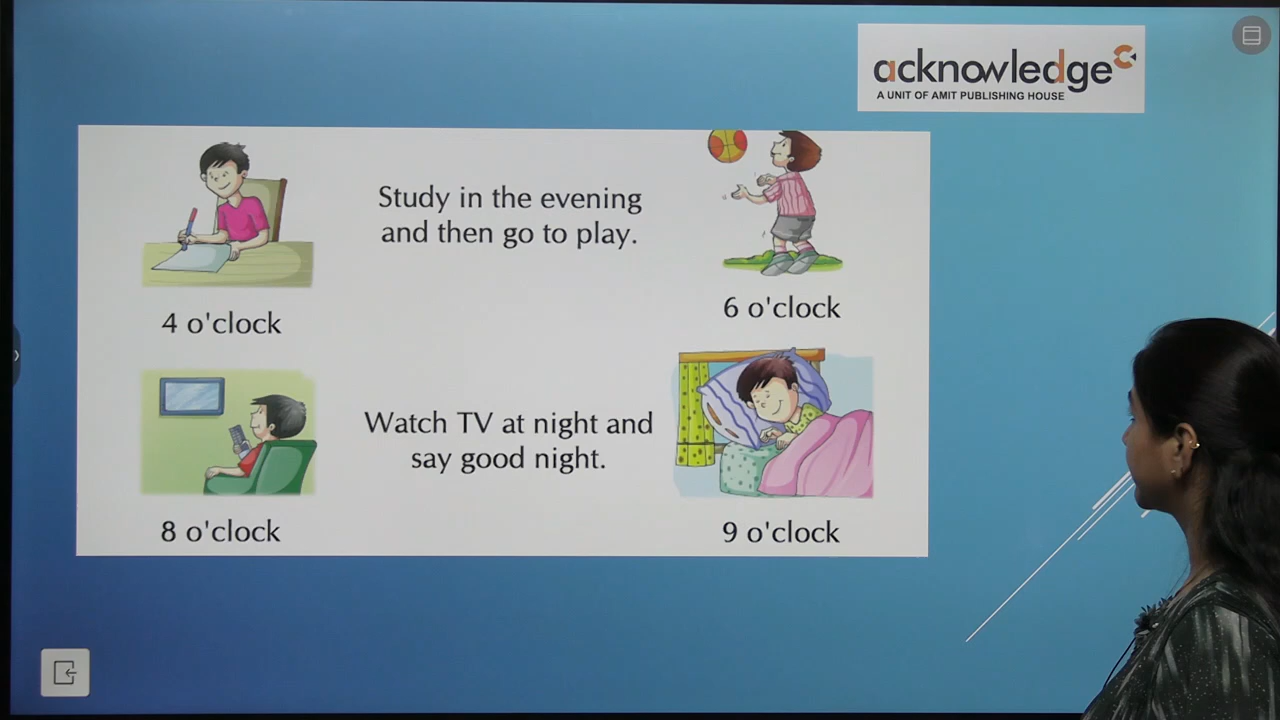 acknowledge
A UNIT OF AMIT PUBLISHING HOUSE
Study in the evening
and then go to play.
4 o'clock
6 o'clock
Watch TV at night and
say good night.
8 o'clock
9 o'clock